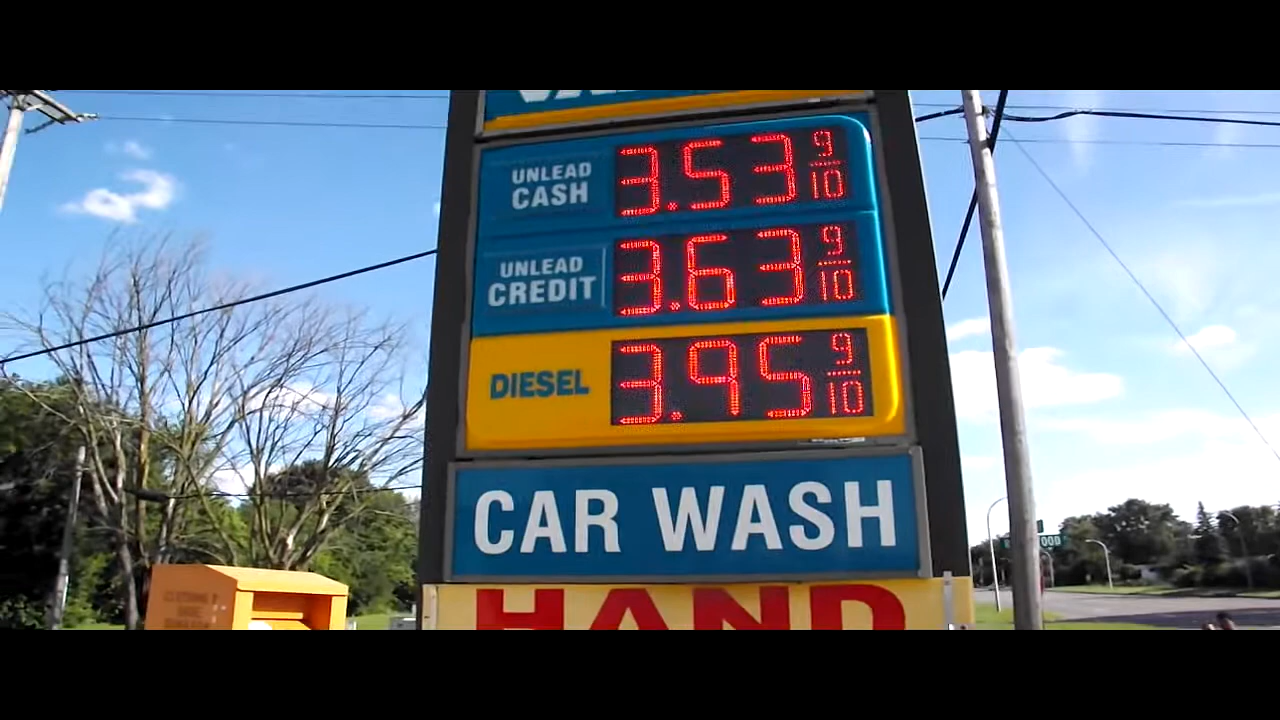 UNLEAD
CASH
3.53 9/10
UNLEAD
CREDIT
3.63 9/10
DIESEL
3.95 9/10
CAR WASH
HAND